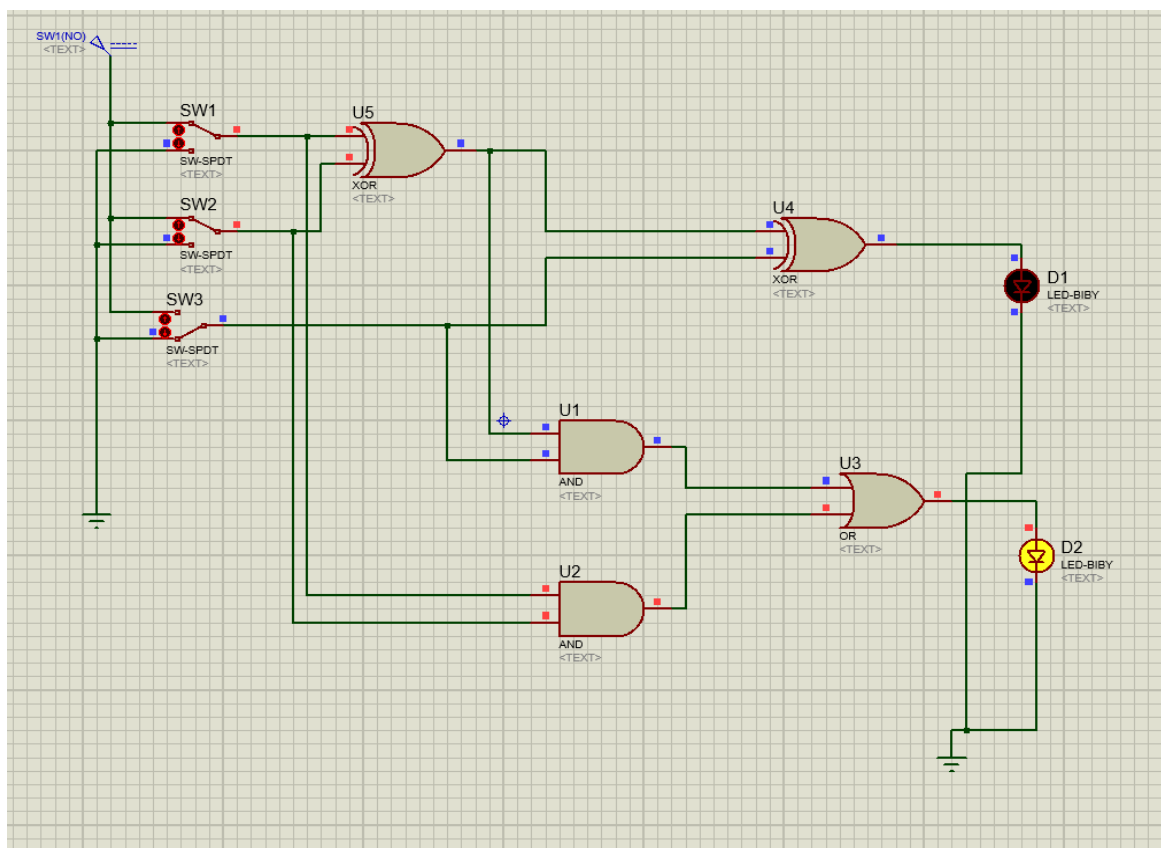 SW1(NO)
<TEXT>
SW1
SW-SPDT
<TEXT>
U5
XOR
<TEXT>
SW2
SW-SPDT
<TEXT>
U4
XOR
<TEXT>
D1
LED-BIBY
<TEXT>
SW3
SW-SPDT
<TEXT>
U1
AND
<TEXT>
U3
OR
<TEXT>
D2
LED-BIBY
<TEXT>
U2
AND
<TEXT>